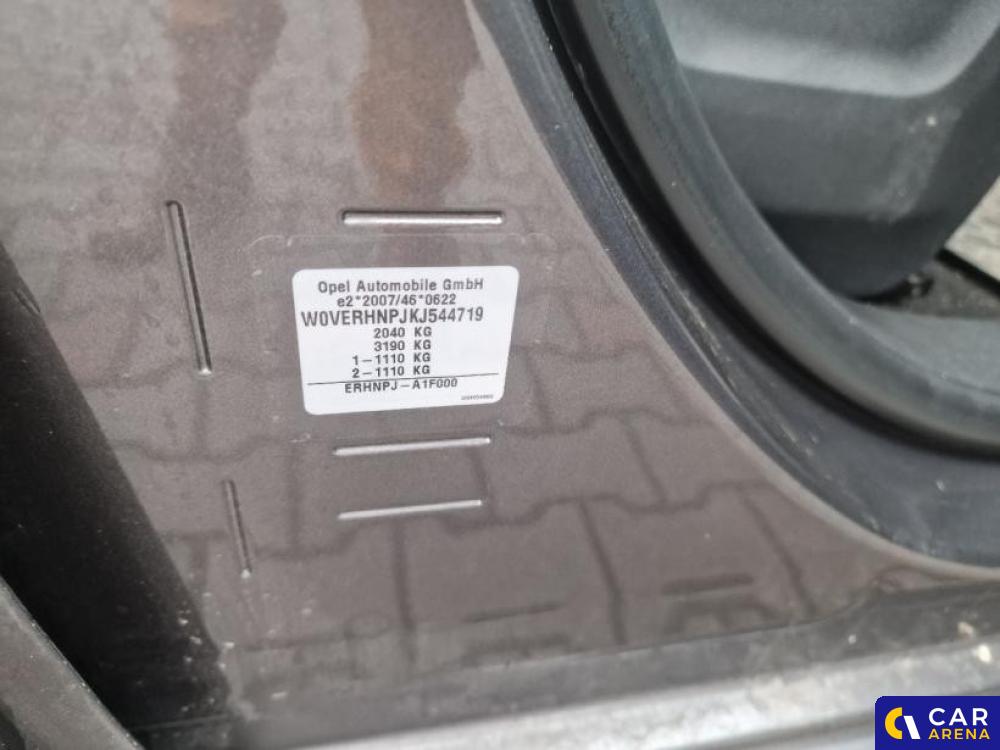 Opel Automobile GmbH
e2*2007/46*0622
W0VERHNPJKJ544719
2040 KG
3190 KG
1-1110 KG
2-1110 KG
ERHNPJ-A1F000
CAR
ARENA